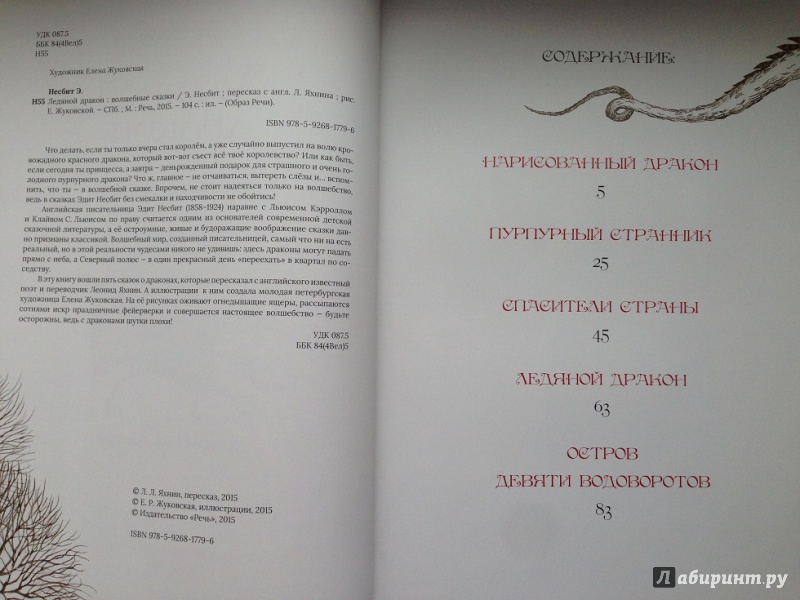 УДК 087.5
ББК 84(4Вел)5
Н55
Художник Елена Жуковская
Несбит Э.
Н55 Ледяной дракон : волшебные сказки / Э. Несбит ; пересказ с англ. Л. Яхнина ; рис.
Е. Жуковской. – СПб. ; М. : Речь, 2015. – 104 с. : ил. – (Образ Речи).
ISBN 978-5-9268-1779-6
Что делать, если ты только вчера стал королём, а уже случайно выпустил на волю кро-
вожадного красного дракона, который вот-вот съест всё твоё королевство? Или как быть,
если сегодня ты принцесса, а завтра – деньрожденный подарок для страшного и очень го-
лодного пурпурного дракона? Что ж, главное – не отчаиваться, вытереть слёзы и... вспом-
нить, что ты – в волшебной сказке. Впрочем, не стоит надеяться только на волшебство,
ведь в сказках Эдит Несбит без смекалки и находчивости не обойтись!
Английская писательница Эдит Несбит (1858–1924) наравне с Льюисом Кэрроллом
и Клайвом С. Льюисом по праву считается одним из основателей современной детской
сказочной литературы, а её остроумные, живые и будоражащие воображение сказки дав-
но признаны классикой. Волшебный мир, созданный писательницей, самый что ни на есть
реальный, но в этой реальности чудесами никого не удивишь: здесь драконы могут падать
прямо с неба, а Северный полюс – в один прекрасный день «переехать» в квартал по со-
седству.
В эту книгу вошли пять сказок о драконах, которые пересказал с английского известный
поэт и переводчик Леонид Яхнин. А иллюстрации к ним создала молодая петербургская
художница Елена Жуковская. На её рисунках оживают огнедышащие ящеры, рассыпаются
сотнями искр праздничные фейерверки и совершается настоящее волшебство – будьте
осторожны, ведь с драконами шутки плохи!
УДК 087.5
ББК 84(4Вел)5
© Л. Л. Яхнин, пересказ, 2015
© Е. Р. Жуковская, иллюстрации, 2015
© Издательство «Речь», 2015
ISBN 978-5-9268-1779-6
СОДЕРЖАНИЕ:
НАРИСОВАННЫЙ ДРАКОН
5
ПУРПУРНЫЙ СТРАННИК
25
СПАСИТЕЛИ СТРАНЫ
45
ЛЕДЯНОЙ ДРАКОН
63
ОСТРОВ
ДЕВЯТИ ВОДОВОРОТОВ
83
Лабиринт.ру